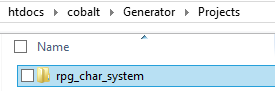 htdocs › cobalt › Generator › Projects
Name
rpg_char_system